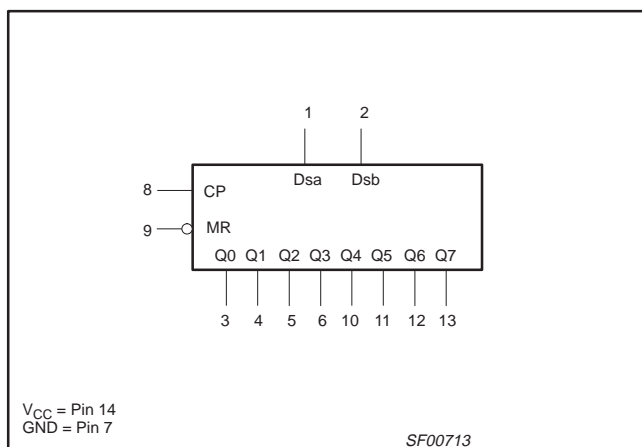 1 2
Dsa Dsb
8 CP
9 MR
Q0 Q1 Q2 Q3 Q4 Q5 Q6 Q7
3 4 5 6 10 11 12 13
VCC = Pin 14
GND = Pin 7
SF00713